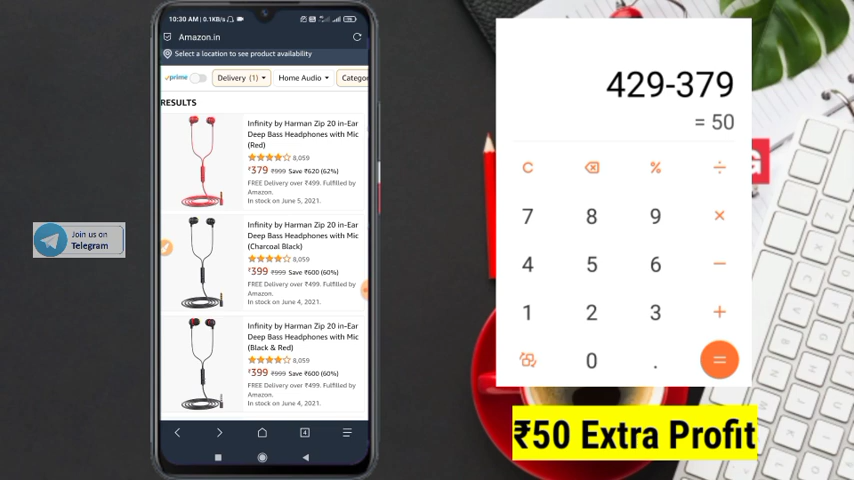 10:30 AM | 0.1KB/s
Amazon.in
Select a location to see product availability
prime
Delivery (1)
Home Audio
Catego
RESULTS
Infinity by Harman Zip 20 in-Ear
Deep Bass Headphones with Mic
(Red)
8,059
₹379 ₹999 Save ₹620 (62%)
FREE Delivery over ₹499. Fulfilled by
Amazon.
In stock on June 5, 2021.
Infinity by Harman Zip 20 in-Ear
Deep Bass Headphones with Mic
(Charcoal Black)
8,059
₹399 ₹999 Save ₹600 (60%)
FREE Delivery over ₹499. Fulfilled by
Amazon.
In stock on June 4, 2021.
Infinity by Harman Zip 20 in-Ear
Deep Bass Headphones with Mic
(Black & Red)
8,059
₹399 ₹999 Save ₹600 (60%)
FREE Delivery over ₹499. Fulfilled by
Amazon.
In stock on June 4, 2021.
4
Join us on
Telegram
429-379
= 50
C % ÷
7 8 9 ×
4 5 6 −
1 2 3 +
0 . =
₹50 Extra Profit